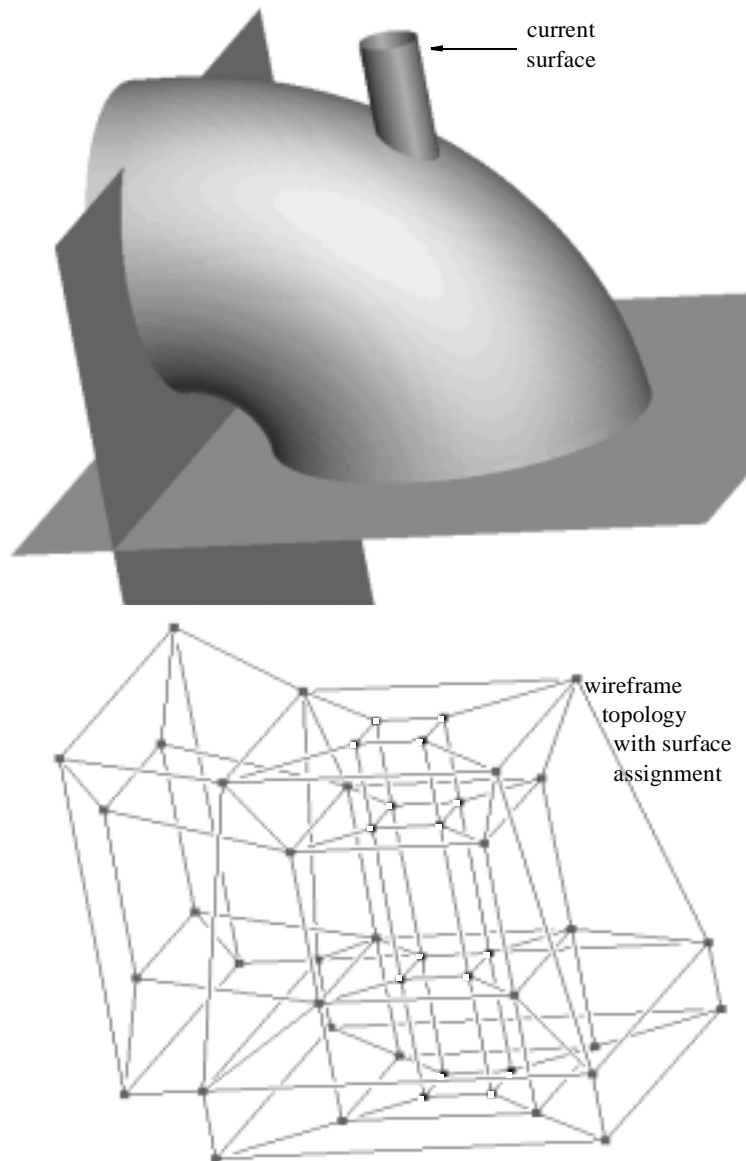 current
surface
wireframe
topology
with surface
assignment